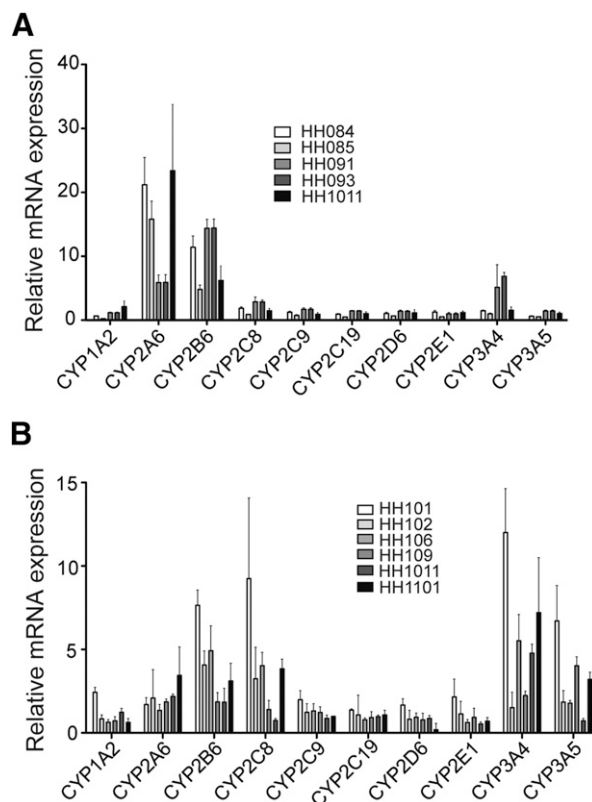 A
Relative mRNA expression
40
30
20
10
0
HH084
HH085
HH091
HH093
HH1011
CYP1A2
CYP2A6
CYP2B6
CYP2C8
CYP2C9
CYP2C19
CYP2D6
CYP2E1
CYP3A4
CYP3A5
B
Relative mRNA expression
15
10
5
0
HH101
HH102
HH106
HH109
HH1011
HH1101
CYP1A2
CYP2A6
CYP2B6
CYP2C8
CYP2C9
CYP2C19
CYP2D6
CYP2E1
CYP3A4
CYP3A5